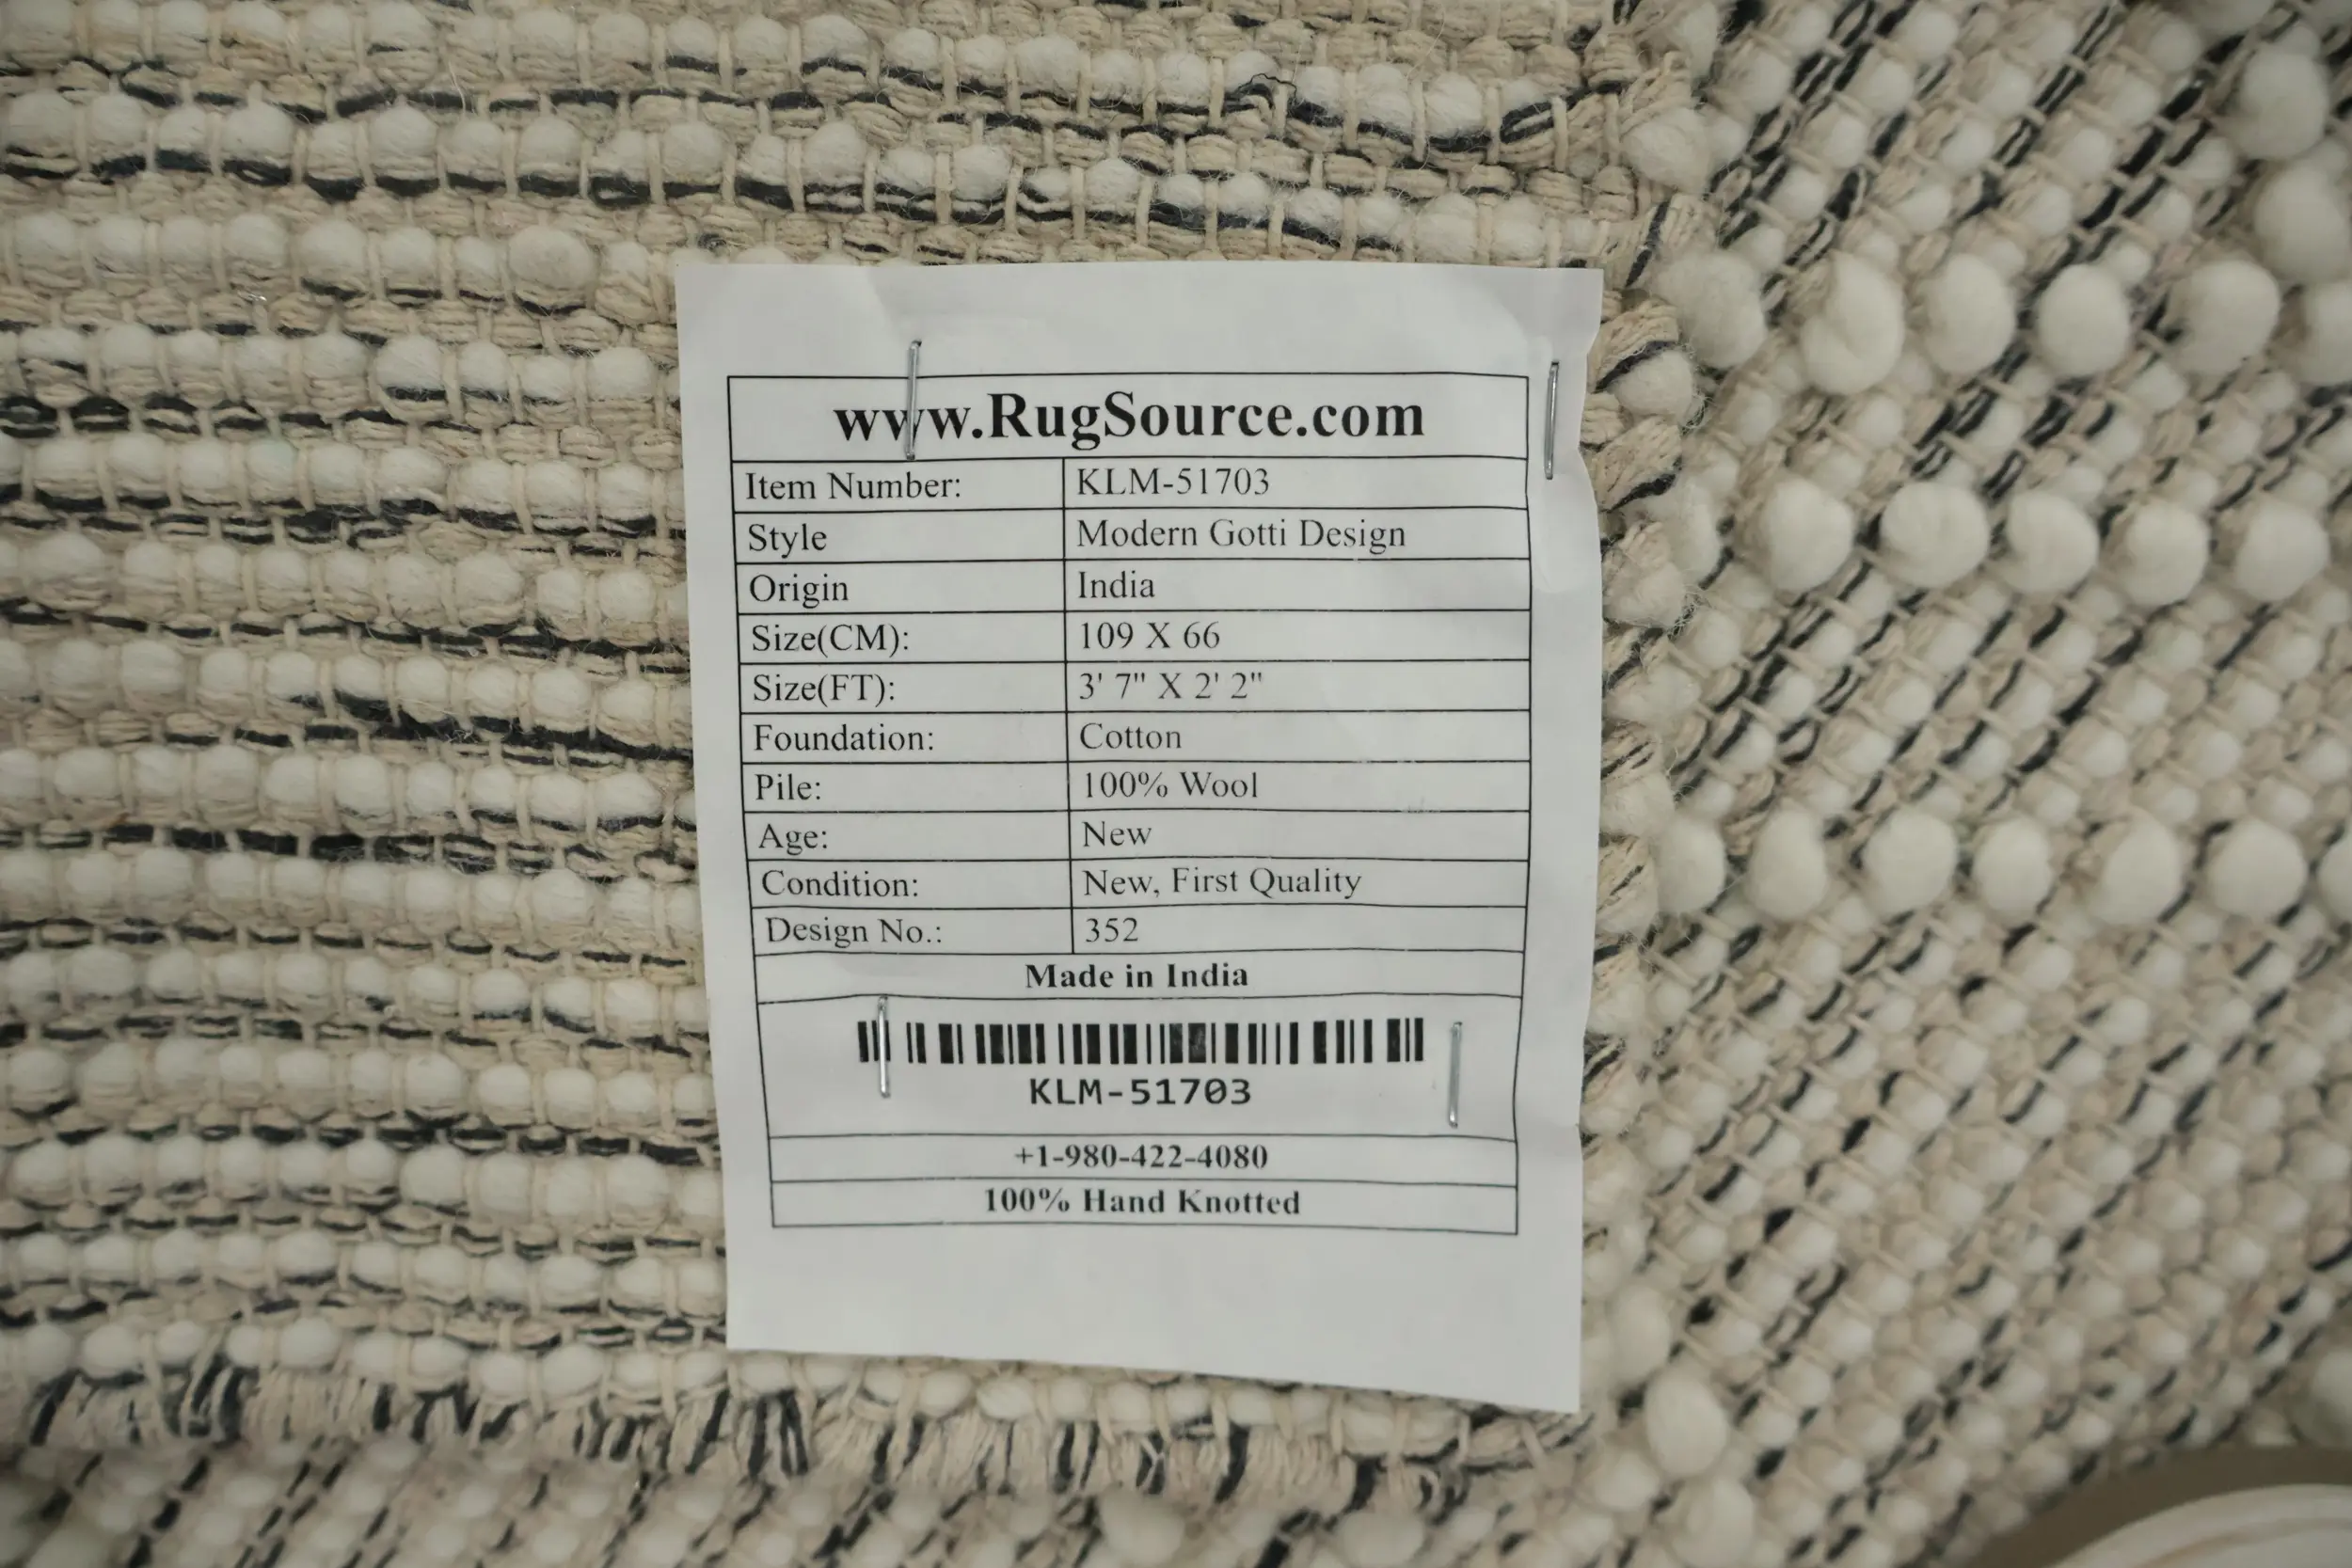 www.RugSource.com
Item Number: KLM-51703
Style Modern Gotti Design
Origin India
Size(CM): 109 X 66
Size(FT): 3' 7" X 2' 2"
Foundation: Cotton
Pile: 100% Wool
Age: New
Condition: New, First Quality
Design No.: 352
Made in India
KLM-51703
+1-980-422-4080
100% Hand Knotted